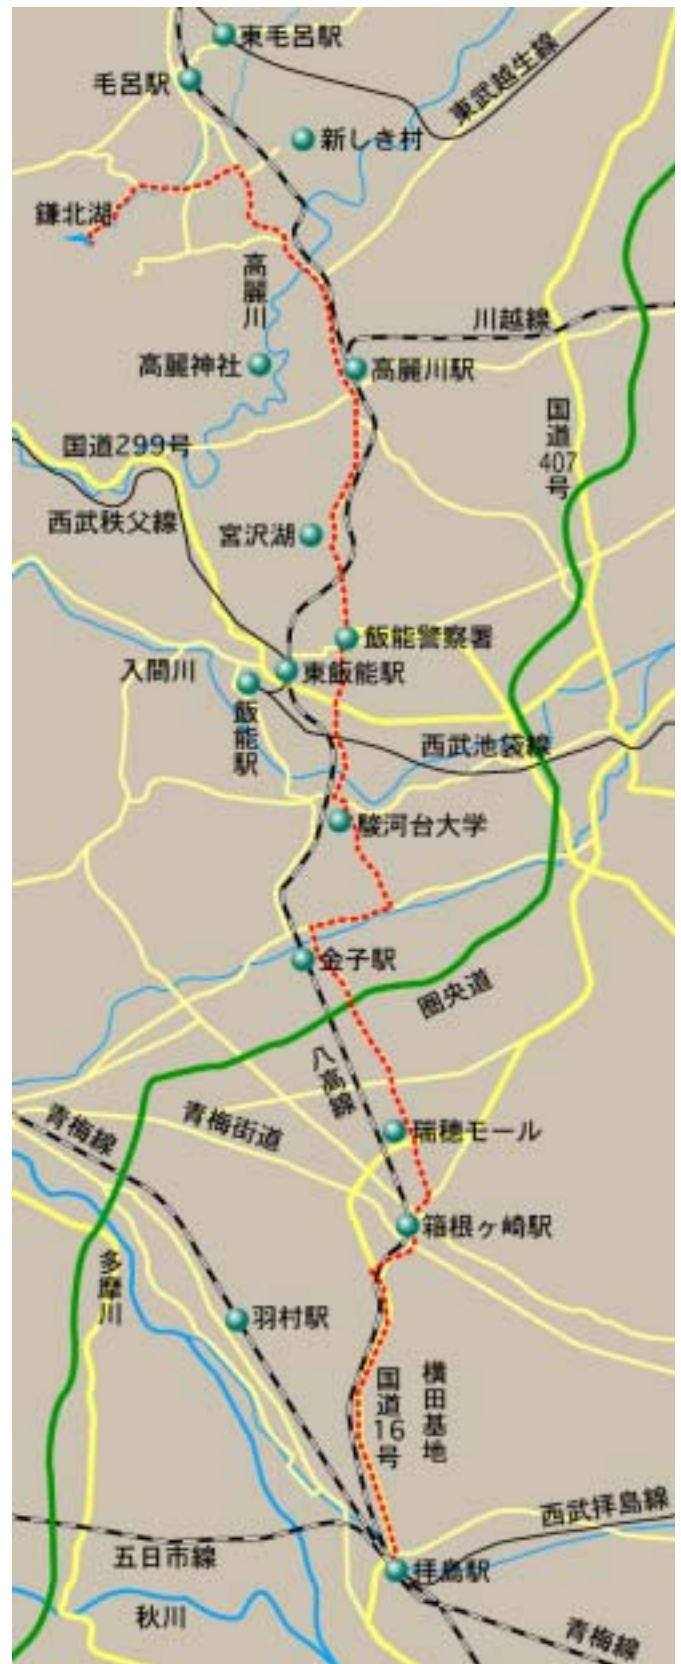 東毛呂駅
毛呂駅
東武越生線
新しき村
鎌北湖
高麗川
川越線
高麗神社
高麗川駅
国道407号
国道299号
西武秩父線
宮沢湖
飯能警察署
入間川
東飯能駅
飯能駅
西武池袋線
駿河台大学
金子駅
圏央道
八高線
青梅線
青梅街道
瑞穂モール
箱根ヶ崎駅
多摩川
羽村駅
横田基地
国道16号
西武拝島線
五日市線
拝島駅
秋川
青梅線